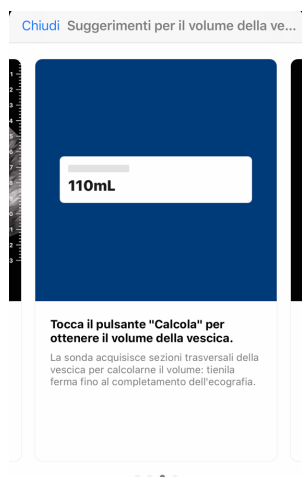 Chiudi Suggerimenti per il volume della ve...
110mL
Tocca il pulsante "Calcola" per
ottenere il volume della vescica.
La sonda acquisisce sezioni trasversali della
vescica per calcolarne il volume: tienila
ferma fino al completamento dell'ecografia.